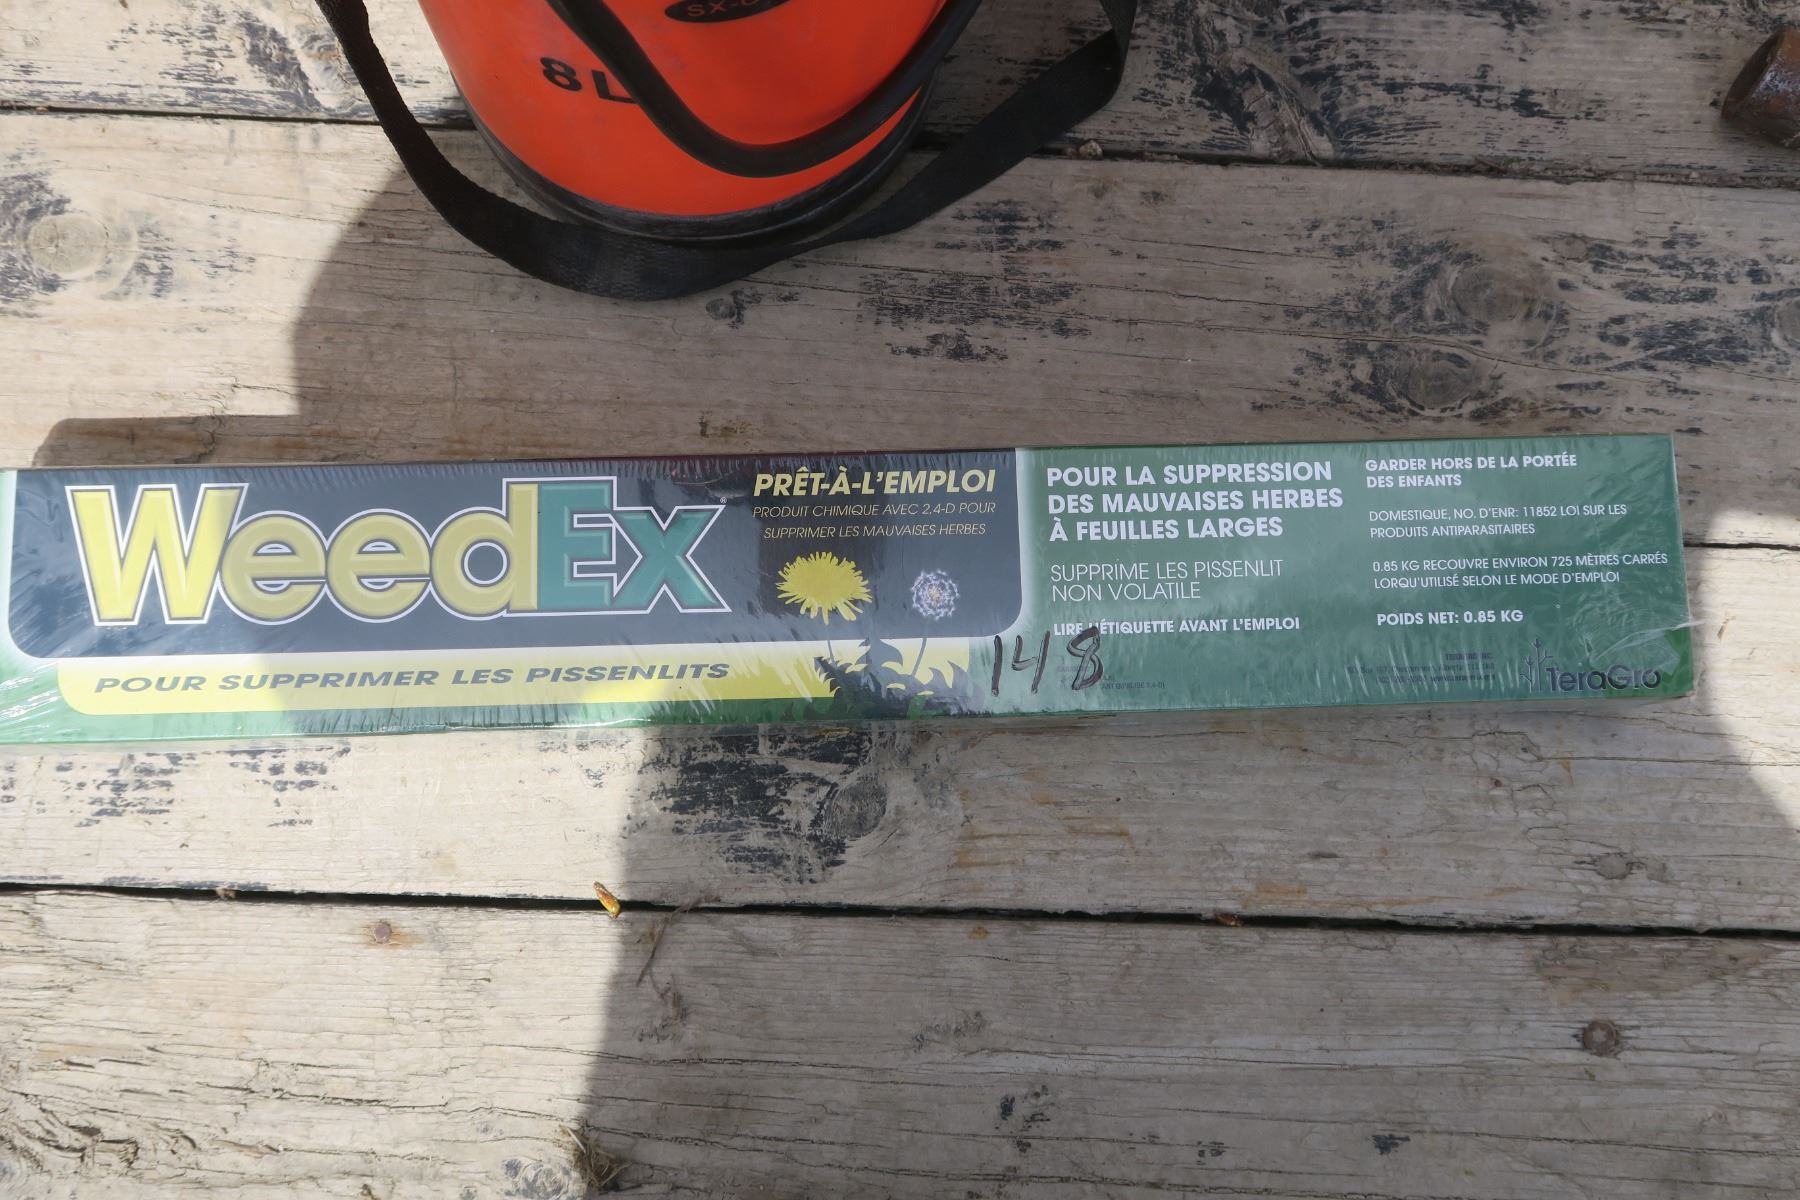 8 L
WeedEx®
PRÊT-À-L'EMPLOI
PRODUIT CHIMIQUE AVEC 2,4-D POUR
SUPPRIMER LES MAUVAISES HERBES
POUR SUPPRIMER LES PISSENLITS
POUR LA SUPPRESSION
DES MAUVAISES HERBES
À FEUILLES LARGES
SUPPRIME LES PISSENLIT
NON VOLATILE
LIRE L'ÉTIQUETTE AVANT L'EMPLOI
148
GARDER HORS DE LA PORTÉE
DES ENFANTS
DOMESTIQUE, NO. D'ENR: 11852 LOI SUR LES
PRODUITS ANTIPARASITAIRES
0.85 KG RECOUVRE ENVIRON 725 MÈTRES CARRÉS
LORQU'UTILISÉ SELON LE MODE D'EMPLOI
POIDS NET: 0.85 KG
TeraGro